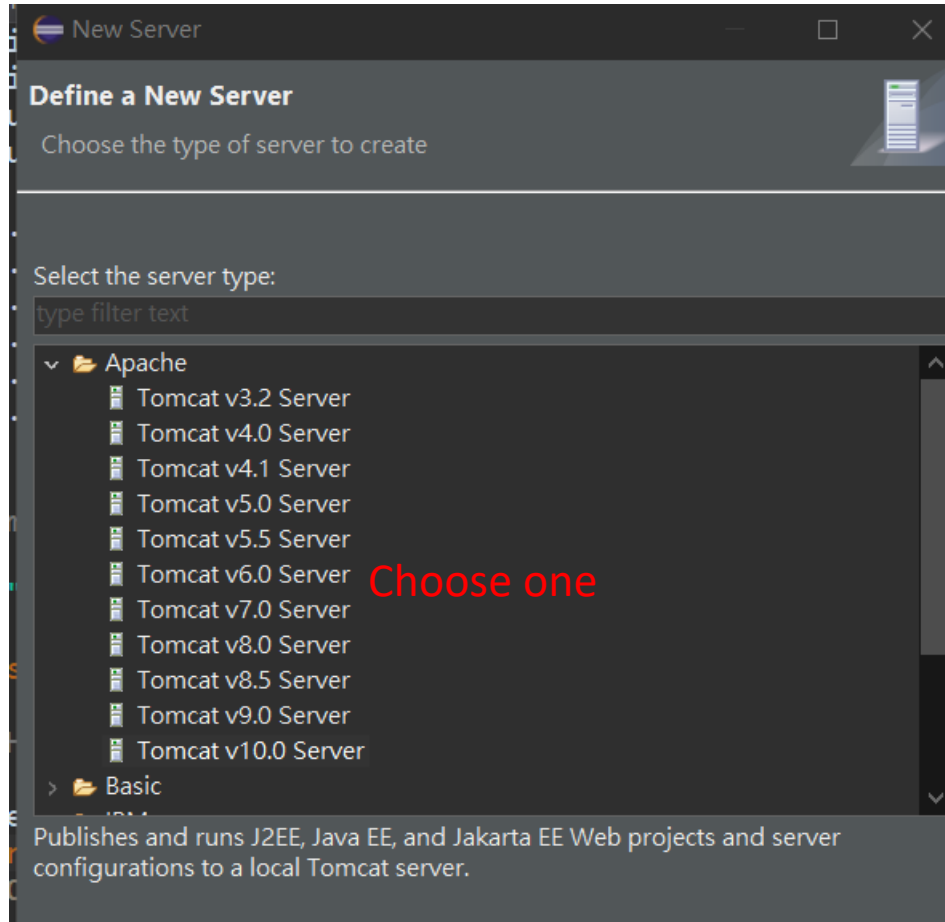 New Server
Define a New Server
Choose the type of server to create
Select the server type:
type filter text
Apache
Tomcat v3.2 Server
Tomcat v4.0 Server
Tomcat v4.1 Server
Tomcat v5.0 Server
Tomcat v5.5 Server
Tomcat v6.0 Server
Choose one
Tomcat v7.0 Server
Tomcat v8.0 Server
Tomcat v8.5 Server
Tomcat v9.0 Server
Tomcat v10.0 Server
Basic
Publishes and runs J2EE, Java EE, and Jakarta EE Web projects and server
configurations to a local Tomcat server.